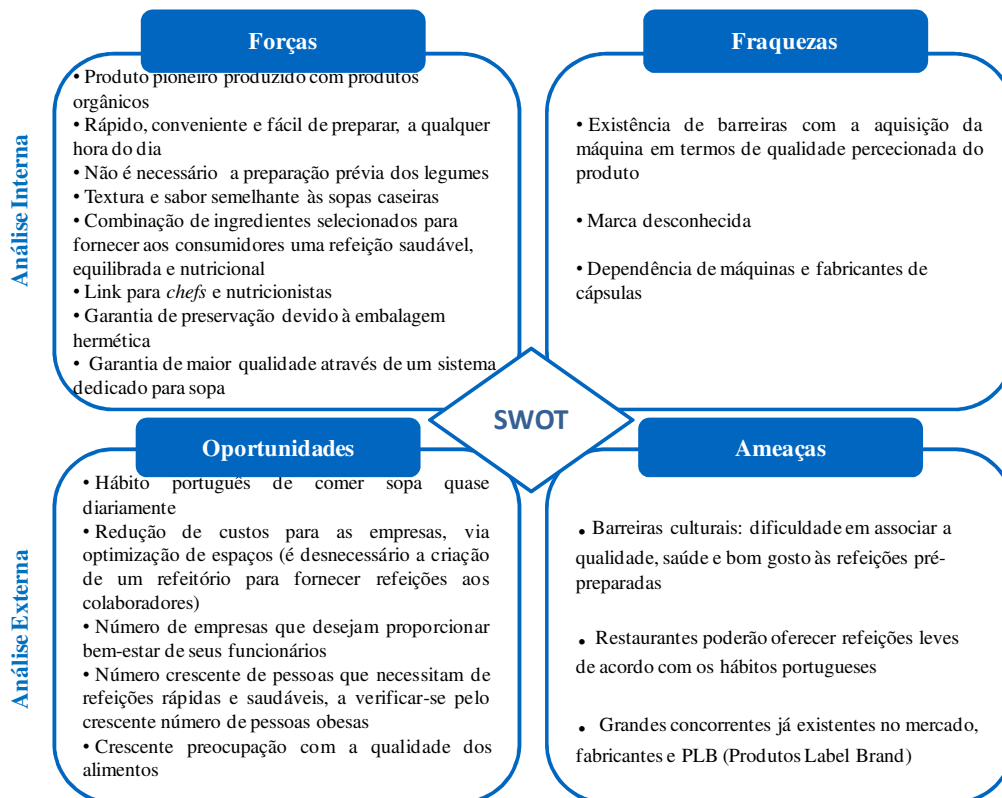 Forças
• Produto pioneiro produzido com produtos
orgânicos
• Rápido, conveniente e fácil de preparar, a qualquer
hora do dia
• Não é necessário a preparação prévia dos legumes
• Textura e sabor semelhante às sopas caseiras
• Combinação de ingredientes selecionados para
fornecer aos consumidores uma refeição saudável,
equilibrada e nutricional
• Link para chefs e nutricionistas
• Garantia de preservação devido à embalagem
hermética
• Garantia de maior qualidade através de um sistema
dedicado para sopa
Fraquezas
• Existência de barreiras com a aquisição da
máquina em termos de qualidade percecionada do
produto
• Marca desconhecida
• Dependência de máquinas e fabricantes de
cápsulas
Análise Interna
SWOT
Oportunidades
• Hábito português de comer sopa quase
diariamente
• Redução de custos para as empresas, via
optimização de espaços (é desnecessário a criação
de um refeitório para fornecer refeições aos
colaboradores)
• Número de empresas que desejam proporcionar
bem-estar de seus funcionários
• Número crescente de pessoas que necessitam de
refeições rápidas e saudáveis, a verificar-se pelo
crescente número de pessoas obesas
• Crescente preocupação com a qualidade dos
alimentos
Ameaças
• Barreiras culturais: dificuldade em associar a
qualidade, saúde e bom gosto às refeições pré-
preparadas
• Restaurantes poderão oferecer refeições leves
de acordo com os hábitos portugueses
• Grandes concorrentes já existentes no mercado,
fabricantes e PLB (Produtos Label Brand)
Análise Externa